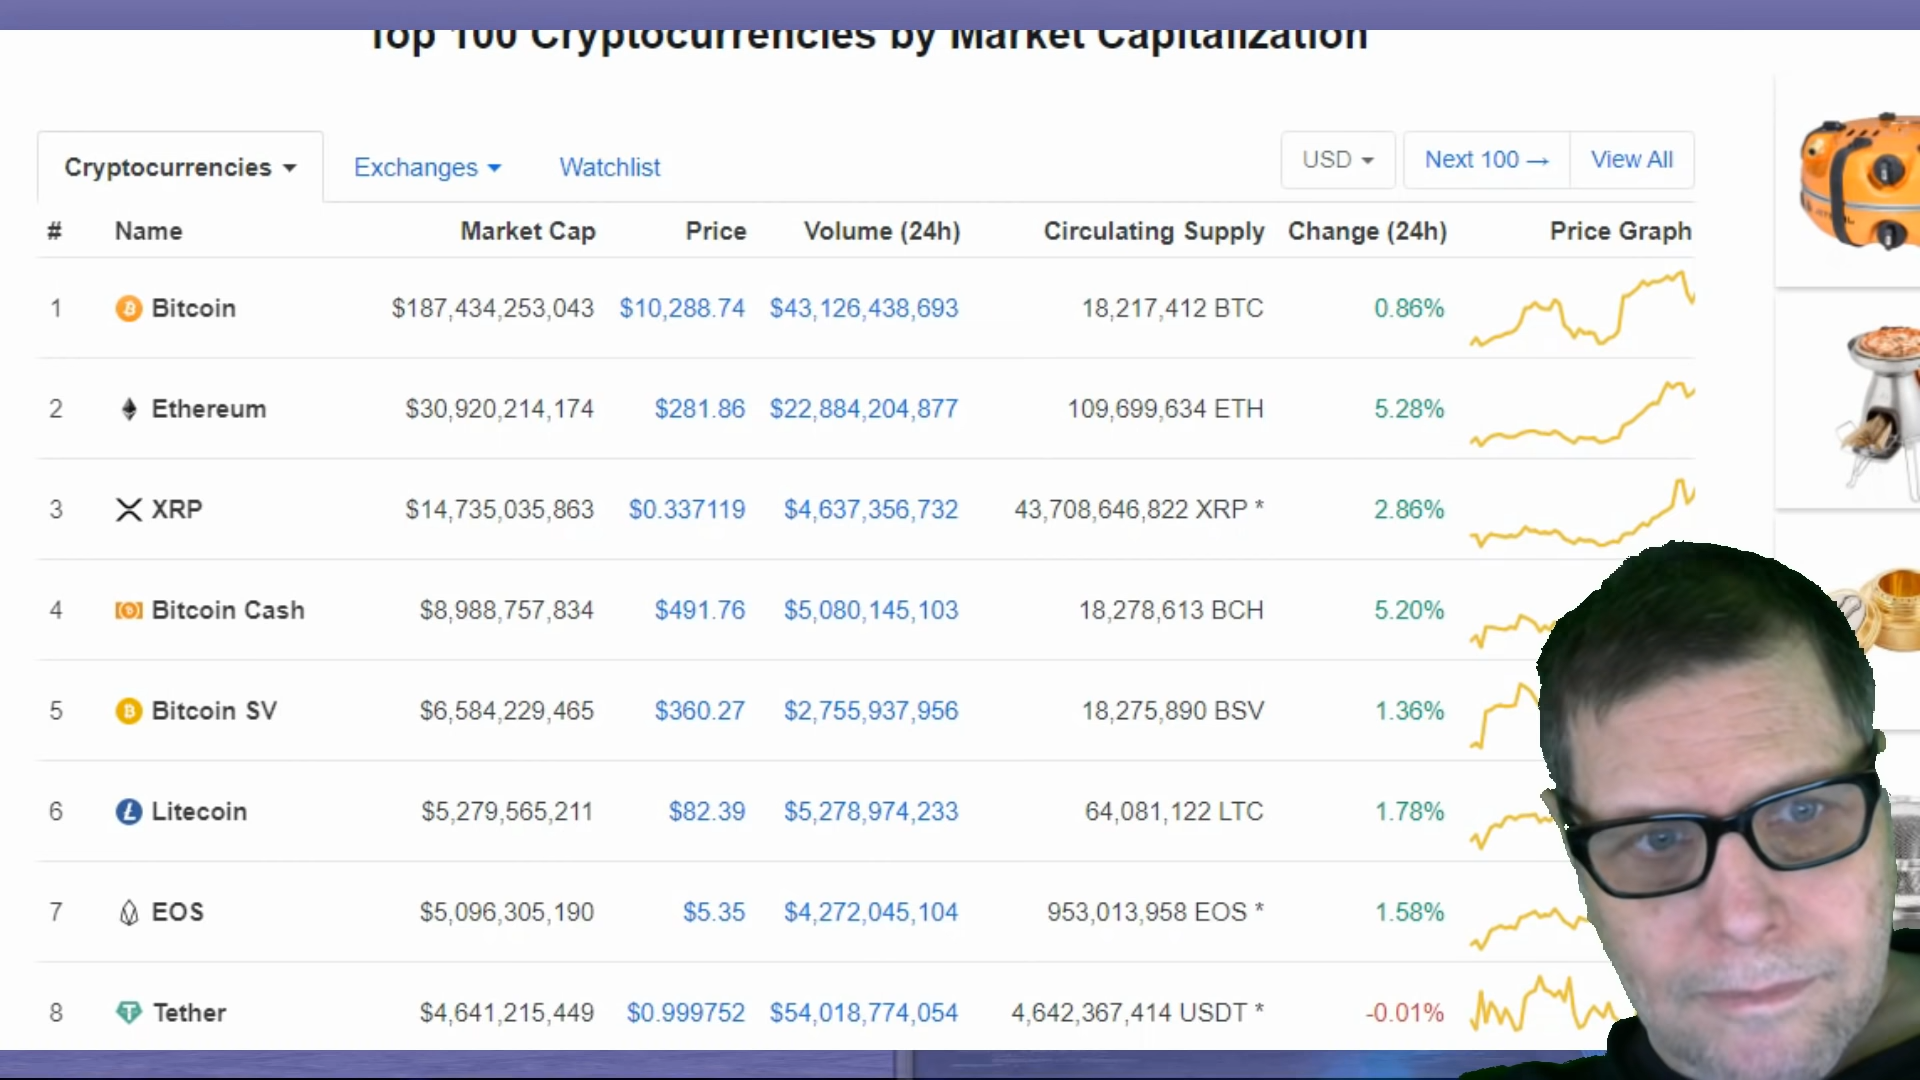 Top 100 Cryptocurrencies by Market Capitalization
Cryptocurrencies Exchanges Watchlist USD Next 100 → View All
# Name Market Cap Price Volume (24h) Circulating Supply Change (24h) Price Graph
1 Bitcoin $187,434,253,043 $10,288.74 $43,126,438,693 18,217,412 BTC 0.86%
2 Ethereum $30,920,214,174 $281.86 $22,884,204,877 109,699,634 ETH 5.28%
3 XRP $14,735,035,863 $0.337119 $4,637,356,732 43,708,646,822 XRP * 2.86%
4 Bitcoin Cash $8,988,757,834 $491.76 $5,080,145,103 18,278,613 BCH 5.20%
5 Bitcoin SV $6,584,229,465 $360.27 $2,755,937,956 18,275,890 BSV 1.36%
6 Litecoin $5,279,565,211 $82.39 $5,278,974,233 64,081,122 LTC 1.78%
7 EOS $5,096,305,190 $5.35 $4,272,045,104 953,013,958 EOS * 1.58%
8 Tether $4,641,215,449 $0.999752 $54,018,774,054 4,642,367,414 USDT * -0.01%